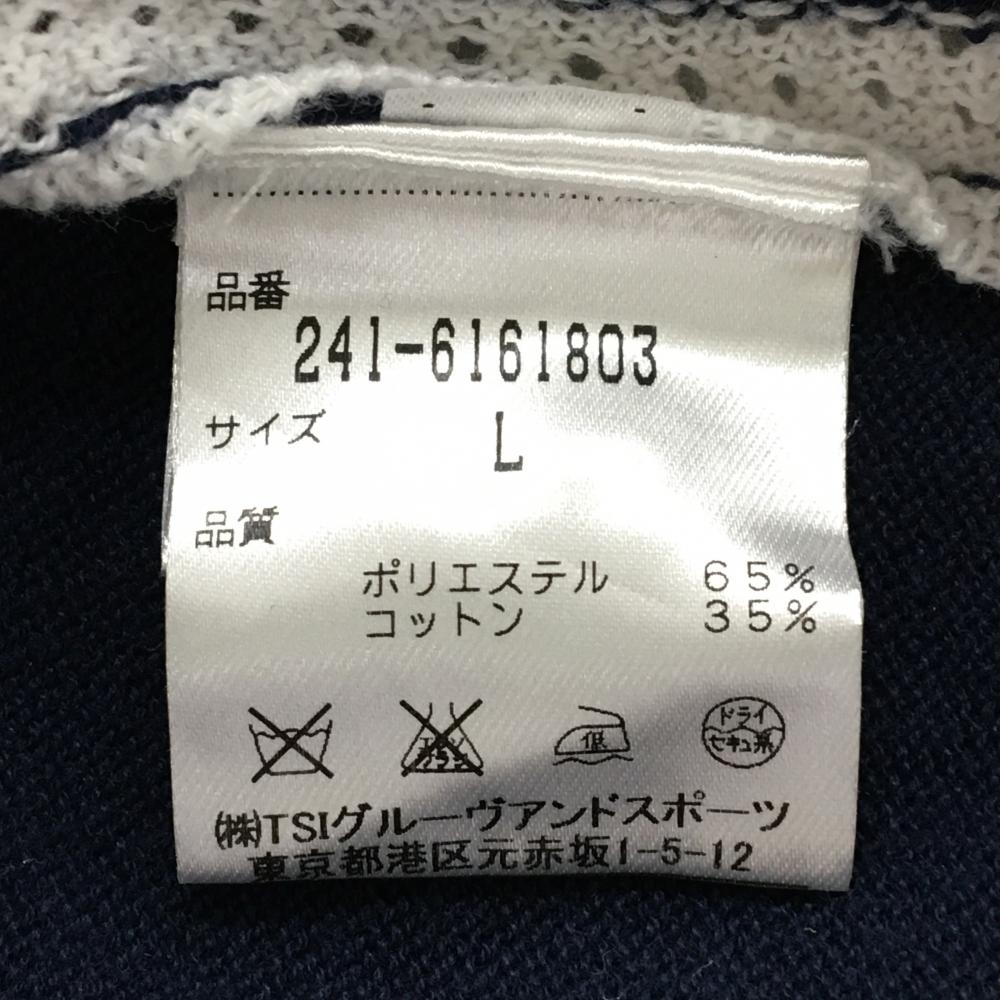 品番
241-6161803
サイズ L
品質
ポリエステル 65%
コットン 35%
低
ドライ
セキュ系
㈱TSIグルーヴアンドスポーツ
東京都港区元赤坂1-5-12